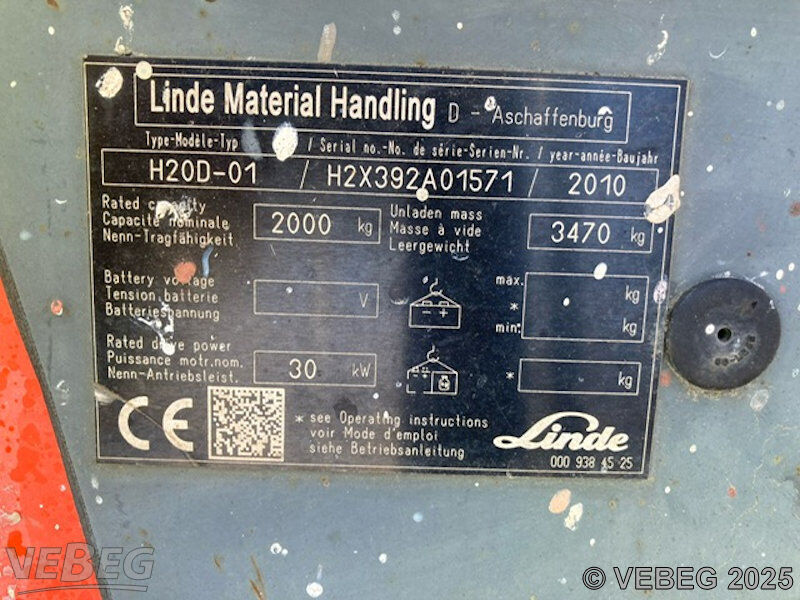 Linde Material Handling D - Aschaffenburg
Type-Modèle-Typ / Serial no.-No. de série-Serien-Nr. / year-année-Baujahr
H20D-01 / H2X392A01571 / 2010
Rated capacity
Capacité nominale
Nenn-Tragfähigkeit
2000 kg
Unladen mass
Masse à vide
Leergewicht
3470 kg
Battery voltage
Tension batterie
Batteriespannung
V
max.
*
min.
kg
kg
Rated drive power
Puissance motr.nom.
Nenn-Antriebsleist.
30 kW
* kg
CE
* see Operating instructions
voir Mode d'emploi
siehe Betriebsanleitung
Linde
000 938 45 25
VEBEG
© VEBEG 2025